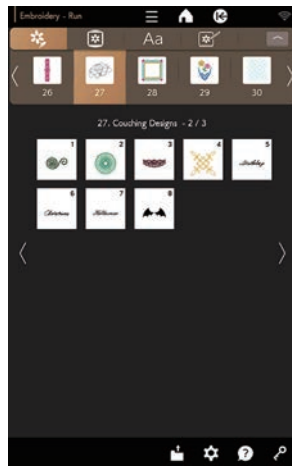 Embroidery - Run
Aa
26 27 28 29 30
27. Couching Designs - 2 / 3
1 2 3 4 5
Birthday
6 7 8
Christmas Halloween
?